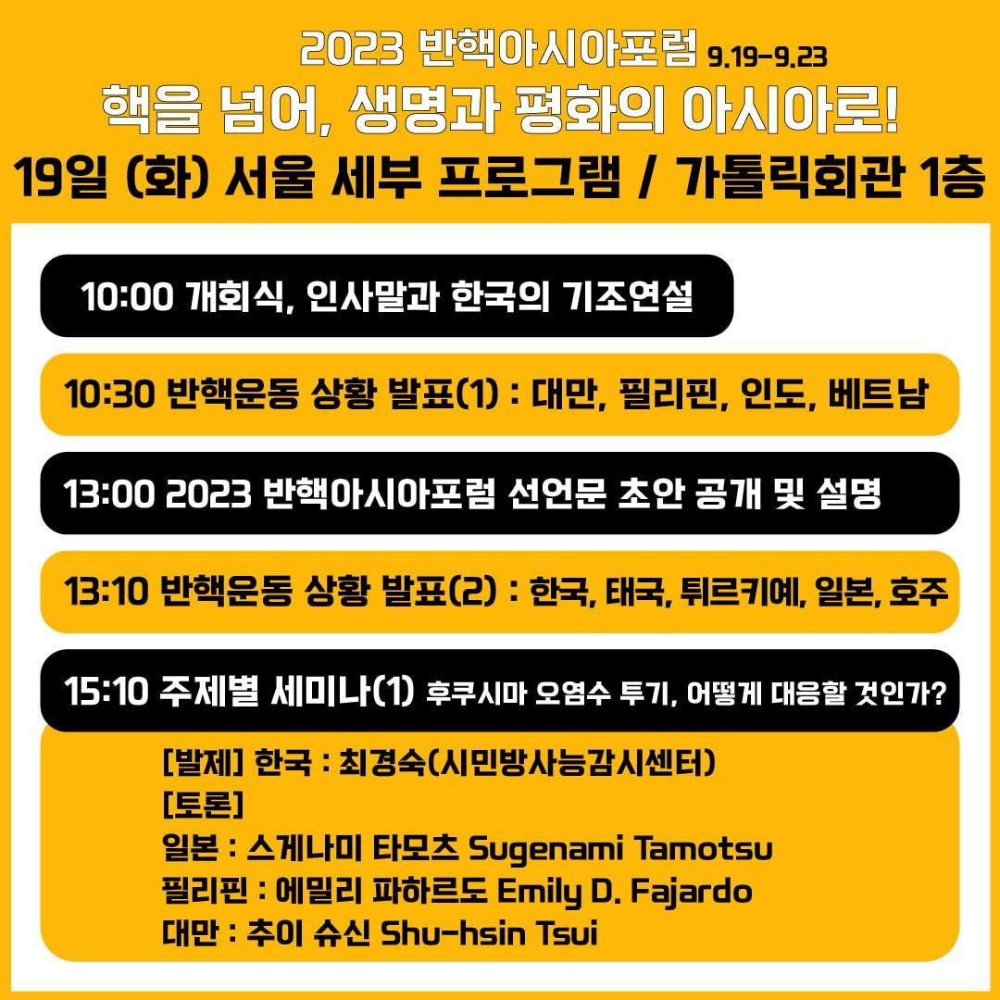 2023 반핵아시아포럼 9.19-9.23
핵을 넘어, 생명과 평화의 아시아로!
19일 (화) 서울 세부 프로그램 / 가톨릭회관 1층
10:00 개회식, 인사말과 한국의 기조연설
10:30 반핵운동 상황 발표(1) : 대만, 필리핀, 인도, 베트남
13:00 2023 반핵아시아포럼 선언문 초안 공개 및 설명
13:10 반핵운동 상황 발표(2) : 한국, 태국, 튀르키예, 일본, 호주
15:10 주제별 세미나(1) 후쿠시마 오염수 투기, 어떻게 대응할 것인가?
[발제] 한국 : 최경숙(시민방사능감시센터)
[토론]
일본 : 스게나미 타모츠 Sugenami Tamotsu
필리핀 : 에밀리 파하르도 Emily D. Fajardo
대만 : 추이 슈신 Shu-hsin Tsui